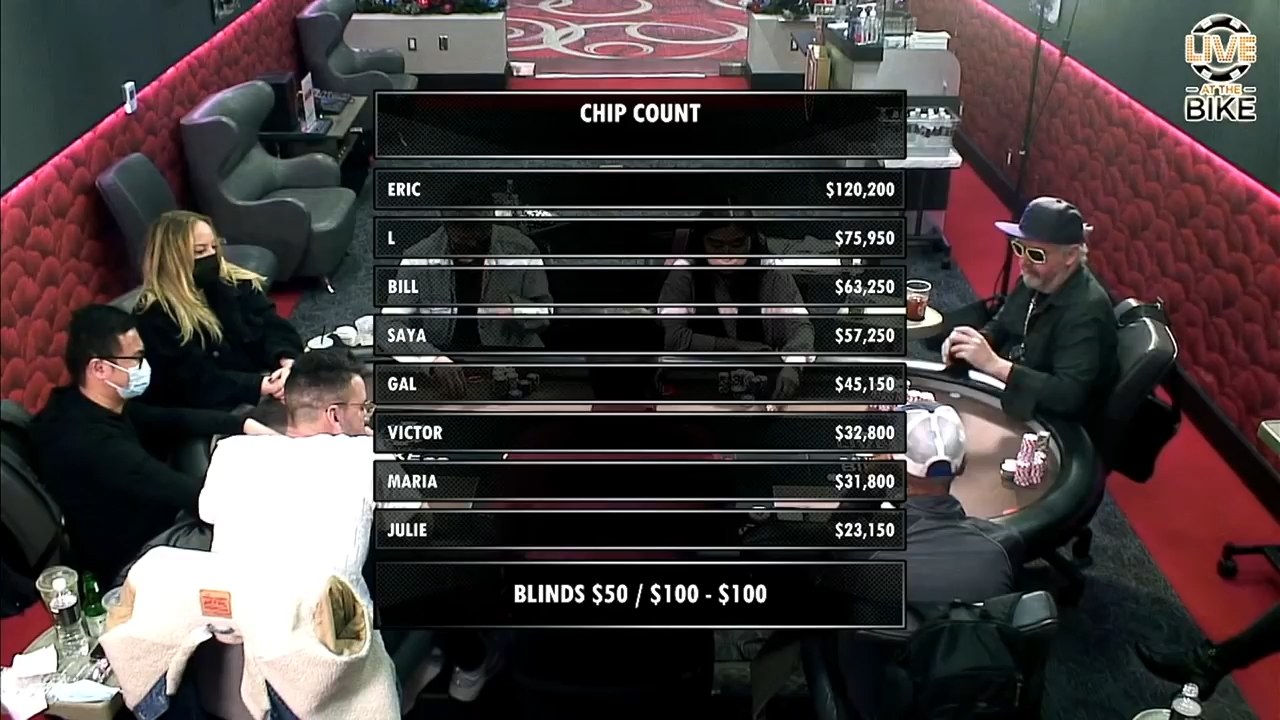 LIVE
AT THE
BIKE
CHIP COUNT
ERIC $120,200
L $75,950
BILL $63,250
SAYA $57,250
GAL $45,150
VICTOR $32,800
MARIA $31,800
JULIE $23,150
BLINDS $50 / $100 - $100